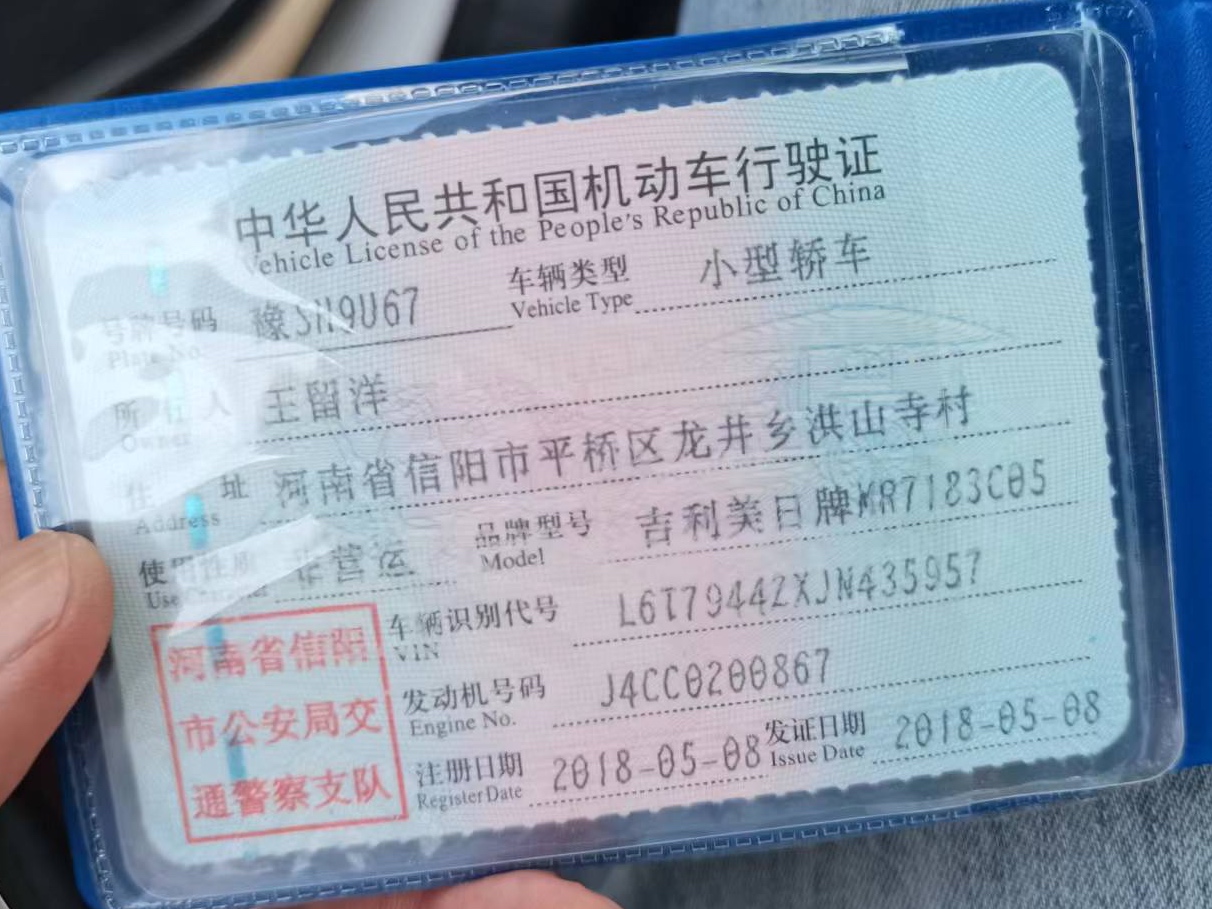 中华人民共和国机动车行驶证
Vehicle License of the People's Republic of China
号牌号码 豫SH9U67 车辆类型 小型轿车
Plate No. Vehicle Type
所有人 王留洋
Owner
住址 河南省信阳市平桥区龙井乡洪山寺村
Address
使用性质 非营运 品牌型号 吉利美日牌MR7183C05
Use Character Model
车辆识别代号 L6T7944ZXJN435957
VIN
发动机号码 J4CC0200867
Engine No.
注册日期 2018-05-08 发证日期 2018-05-08
Register Date Issue Date
河南省信阳
市公安局交
通警察支队